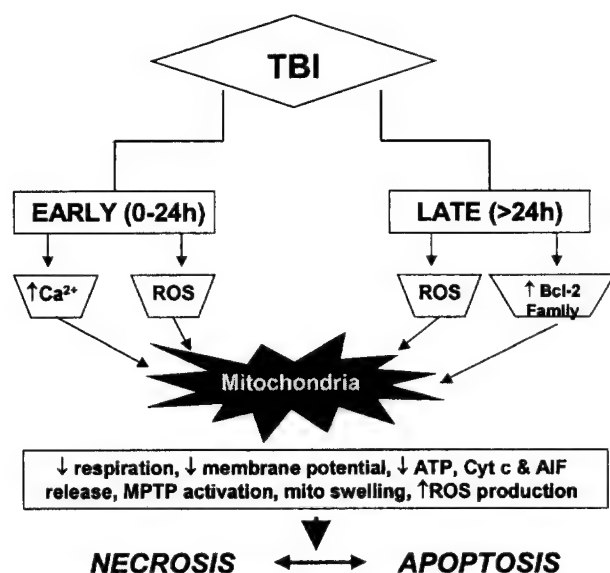 TBI
EARLY (0-24h)
LATE (>24h)
↑Ca²⁺
ROS
ROS
↑ Bcl-2
Family
Mitochondria
↓ respiration, ↓ membrane potential, ↓ ATP, Cyt c & AIF
release, MPTP activation, mito swelling, ↑ROS production
NECROSIS ↔ APOPTOSIS